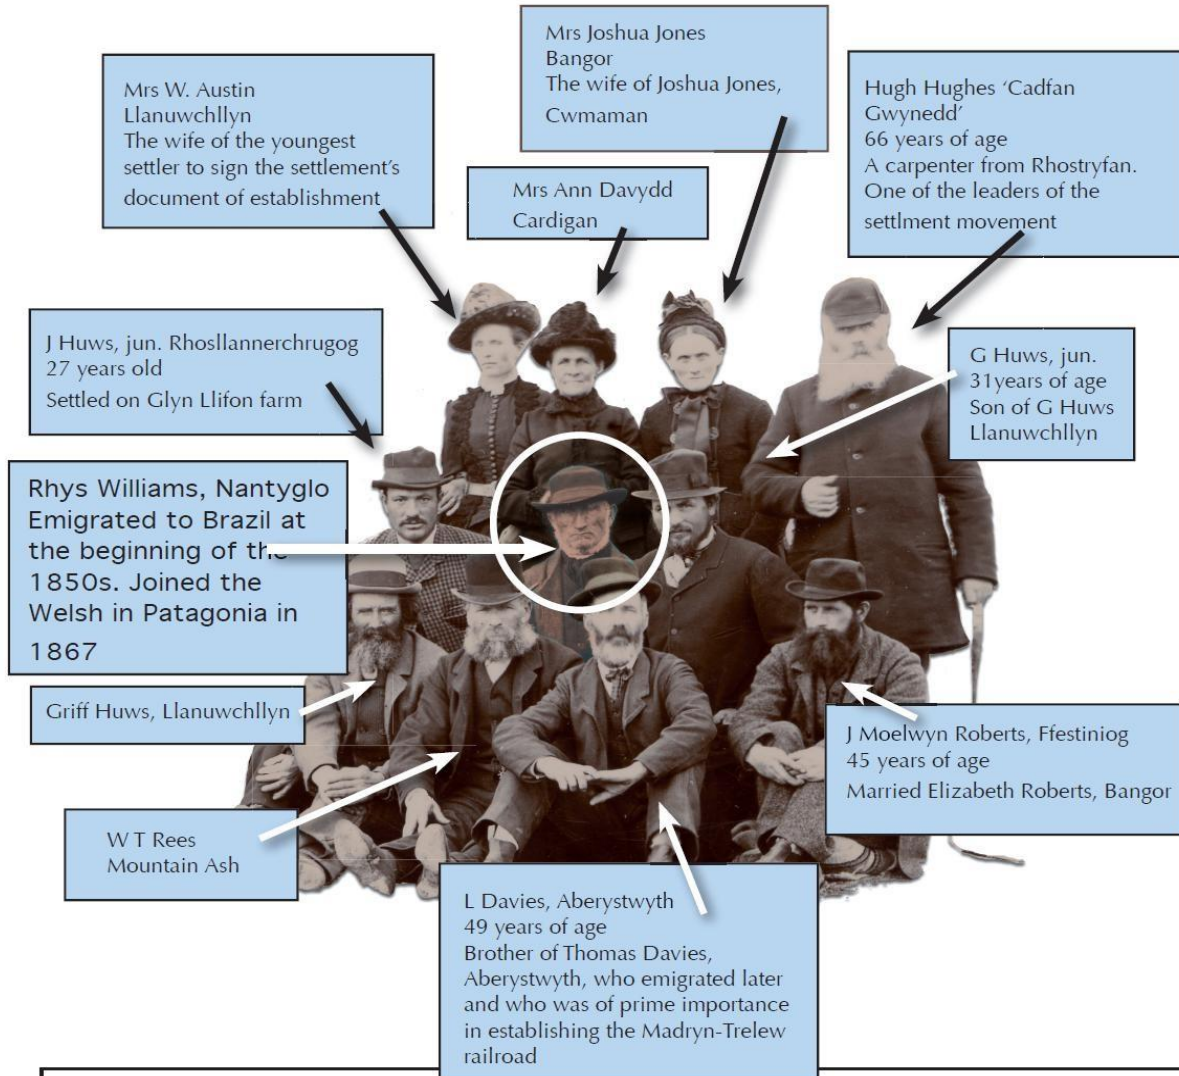 Mrs Joshua Jones
Bangor
The wife of Joshua Jones,
Cwmaman
Mrs W. Austin
Llanuwchllyn
The wife of the youngest
settler to sign the settlement's
document of establishment
Hugh Hughes ‘Cadfan
Gwynedd’
66 years of age
A carpenter from Rhostryfan.
One of the leaders of the
settlment movement
Mrs Ann Davydd
Cardigan
J Huws, jun. Rhosllannerchrugog
27 years old
Settled on Glyn Llifon farm
G Huws, jun.
31years of age
Son of G Huws
Llanuwchllyn
Rhys Williams, Nantyglo
Emigrated to Brazil at
the beginning of the
1850s. Joined the
Welsh in Patagonia in
1867
Griff Huws, Llanuwchllyn
J Moelwyn Roberts, Ffestiniog
45 years of age
Married Elizabeth Roberts, Bangor
W T Rees
Mountain Ash
L Davies, Aberystwyth
49 years of age
Brother of Thomas Davies,
Aberystwyth, who emigrated later
and who was of prime importance
in establishing the Madryn-Trelew
railroad